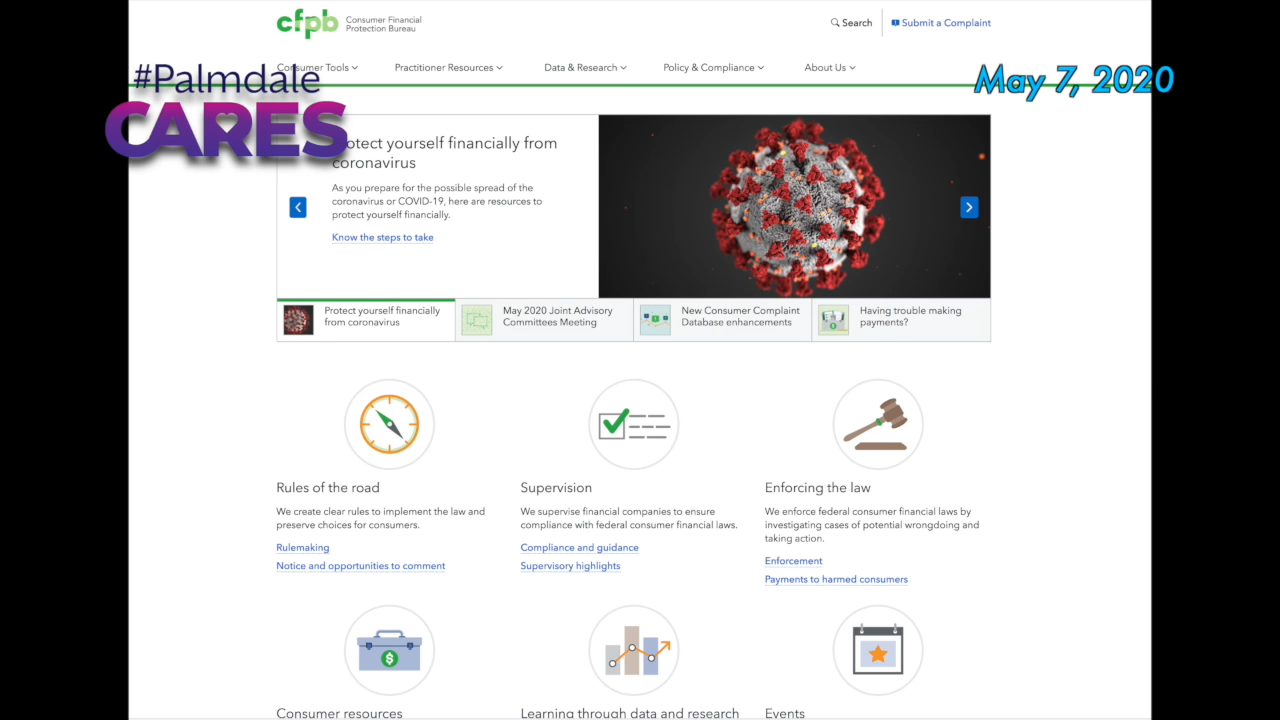 cfpb Consumer Financial
Protection Bureau
Search
Submit a Complaint
#Palmdale
CARES
May 7, 2020
Consumer Tools
Practitioner Resources
Data & Research
Policy & Compliance
About Us
Protect yourself financially from
coronavirus
As you prepare for the possible spread of the
coronavirus or COVID-19, here are resources to
protect yourself financially.
Know the steps to take
Protect yourself financially
from coronavirus
May 2020 Joint Advisory
Committees Meeting
New Consumer Complaint
Database enhancements
Having trouble making
payments?
Rules of the road
We create clear rules to implement the law and
preserve choices for consumers.
Rulemaking
Notice and opportunities to comment
Supervision
We supervise financial companies to ensure
compliance with federal consumer financial laws.
Compliance and guidance
Supervisory highlights
Enforcing the law
We enforce federal consumer financial laws by
investigating cases of potential wrongdoing and
taking action.
Enforcement
Payments to harmed consumers
Consumer resources
Learning through data and research
Events